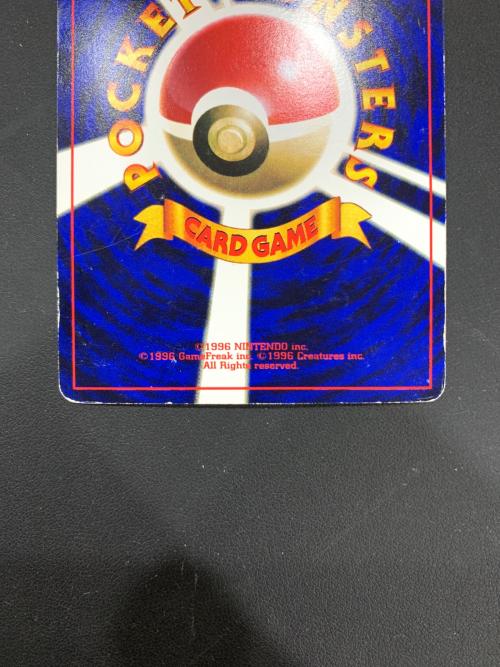 POCKET MONSTERS
CARD GAME
©1996 NINTENDO inc.
©1996 GameFreak inc. ©1996 Creatures inc.
All Rights reserved.